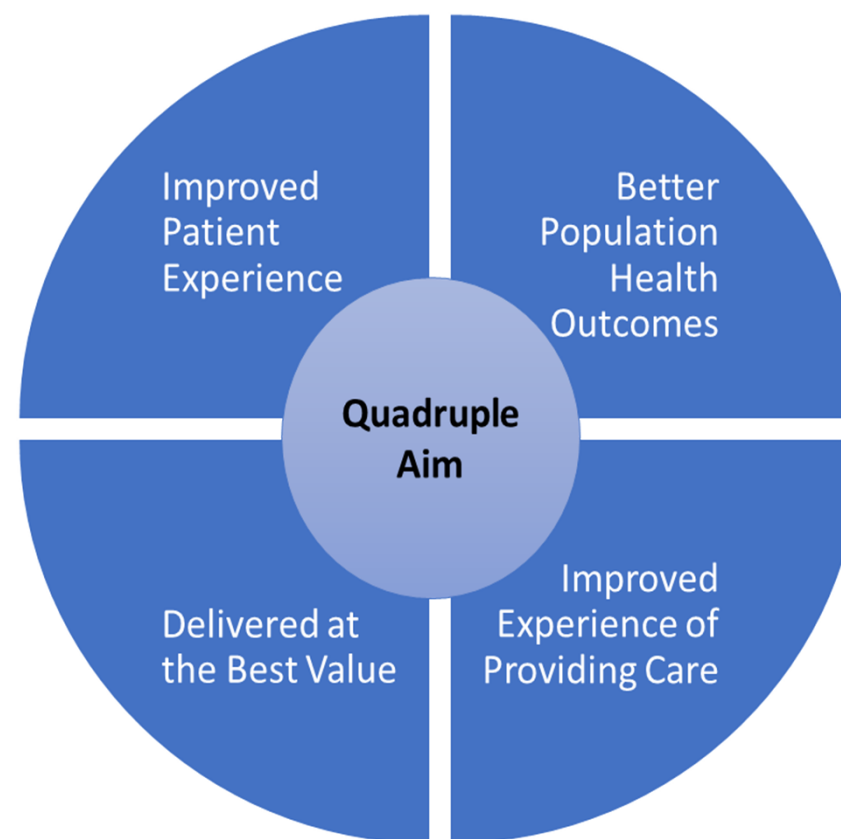 Improved
Patient
Experience
Better
Population
Health
Outcomes
Quadruple
Aim
Delivered at
the Best Value
Improved
Experience of
Providing Care